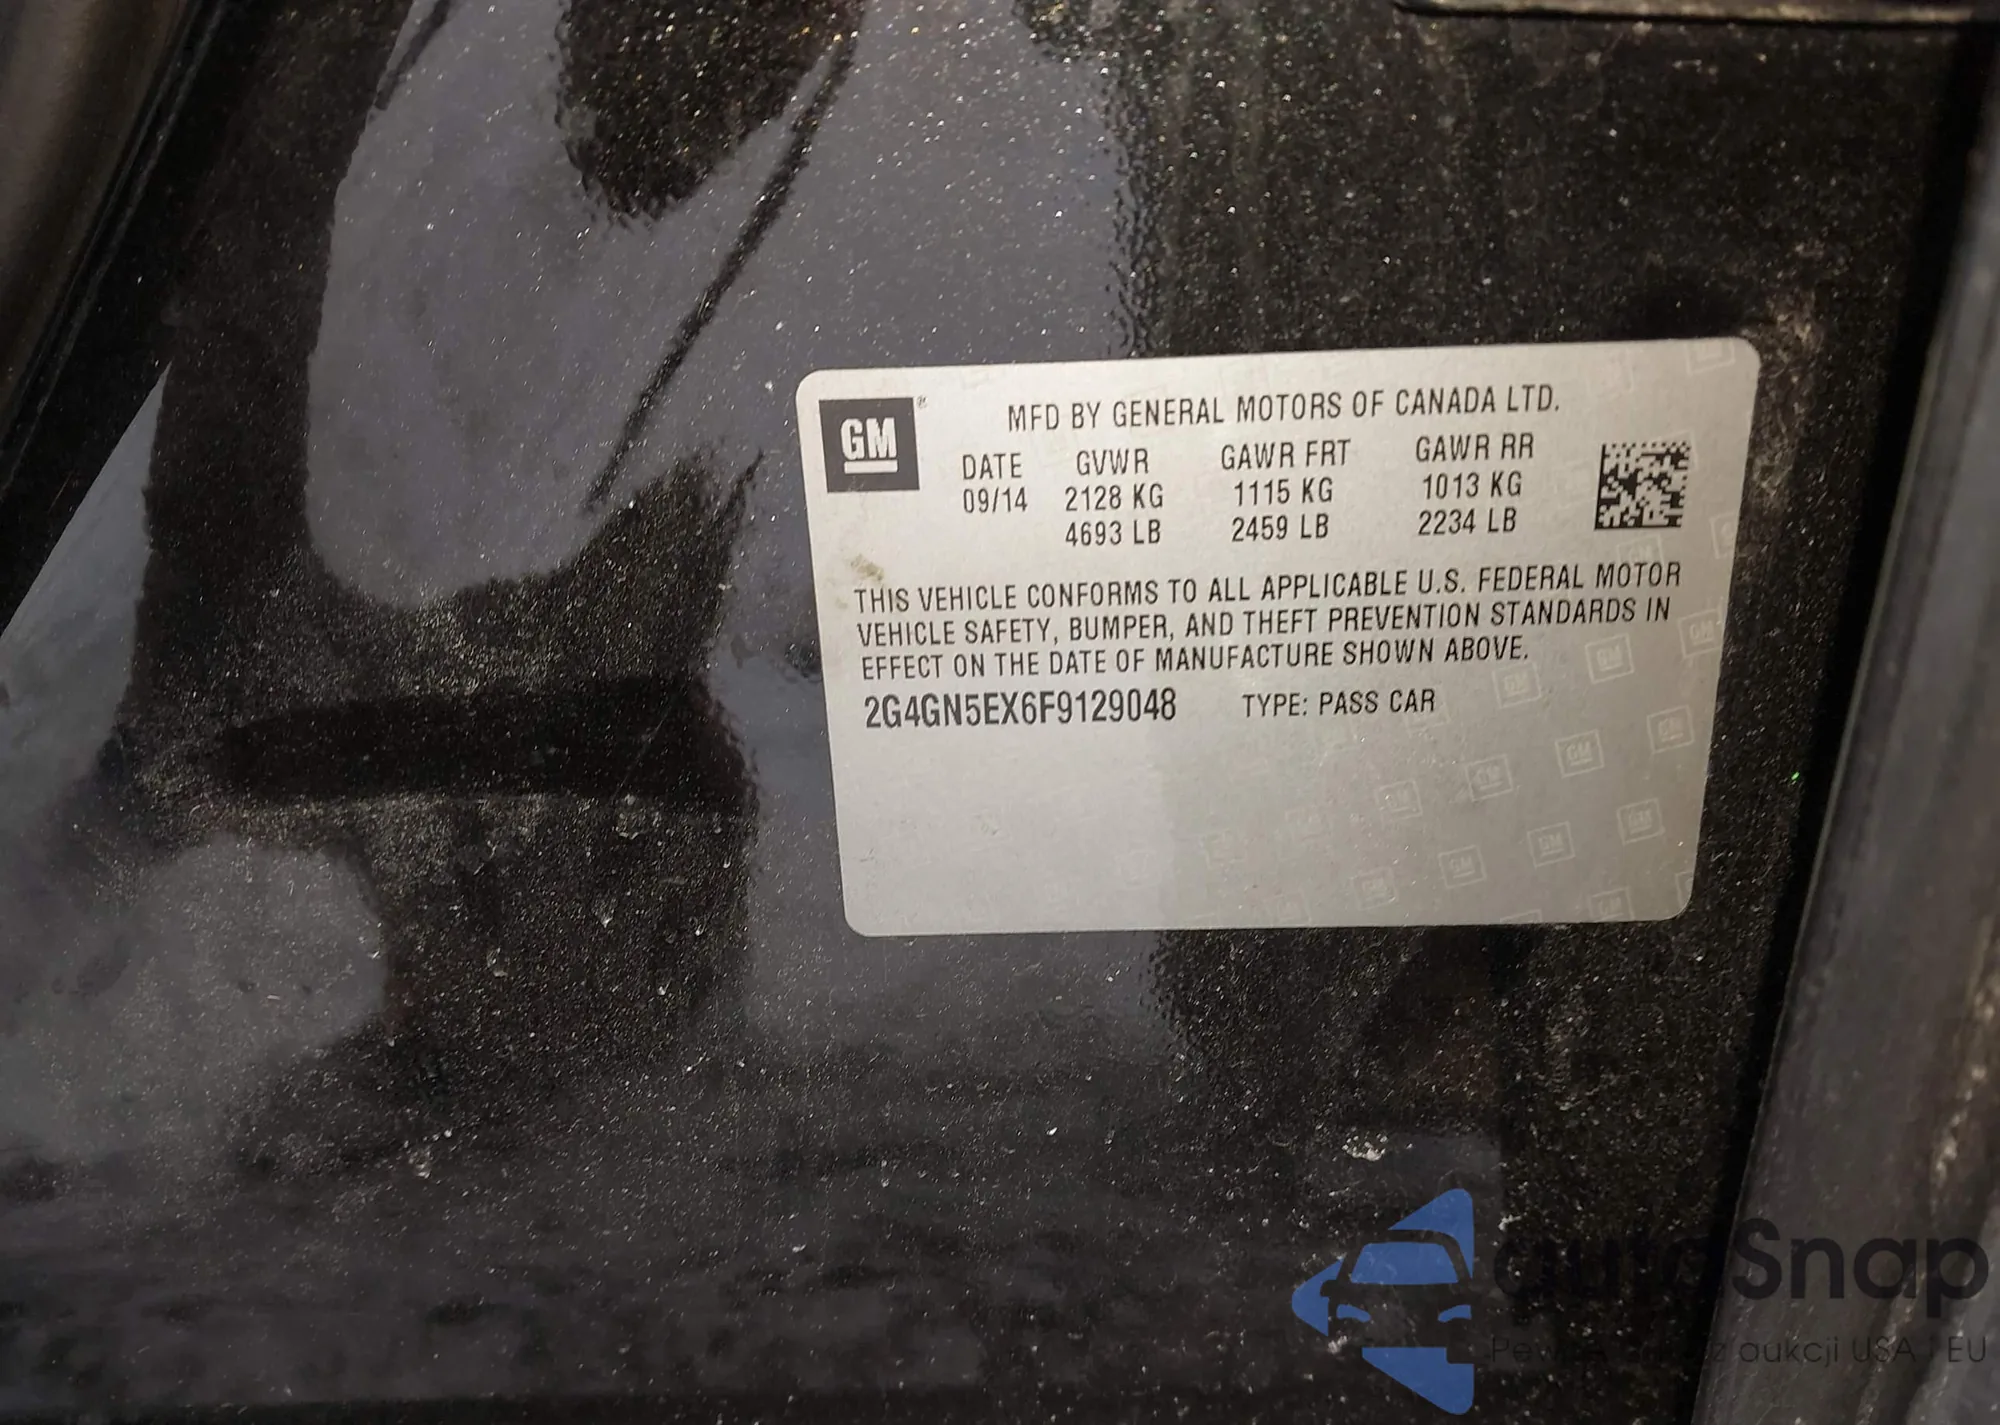 GM
MFD BY GENERAL MOTORS OF CANADA LTD.
DATE GVWR GAWR FRT GAWR RR
09/14 2128 KG 1115 KG 1013 KG
4693 LB 2459 LB 2234 LB
THIS VEHICLE CONFORMS TO ALL APPLICABLE U.S. FEDERAL MOTOR
VEHICLE SAFETY, BUMPER, AND THEFT PREVENTION STANDARDS IN
EFFECT ON THE DATE OF MANUFACTURE SHOWN ABOVE.
2G4GN5EX6F9129048 TYPE: PASS CAR
autoSnap
aukcji USA i EU